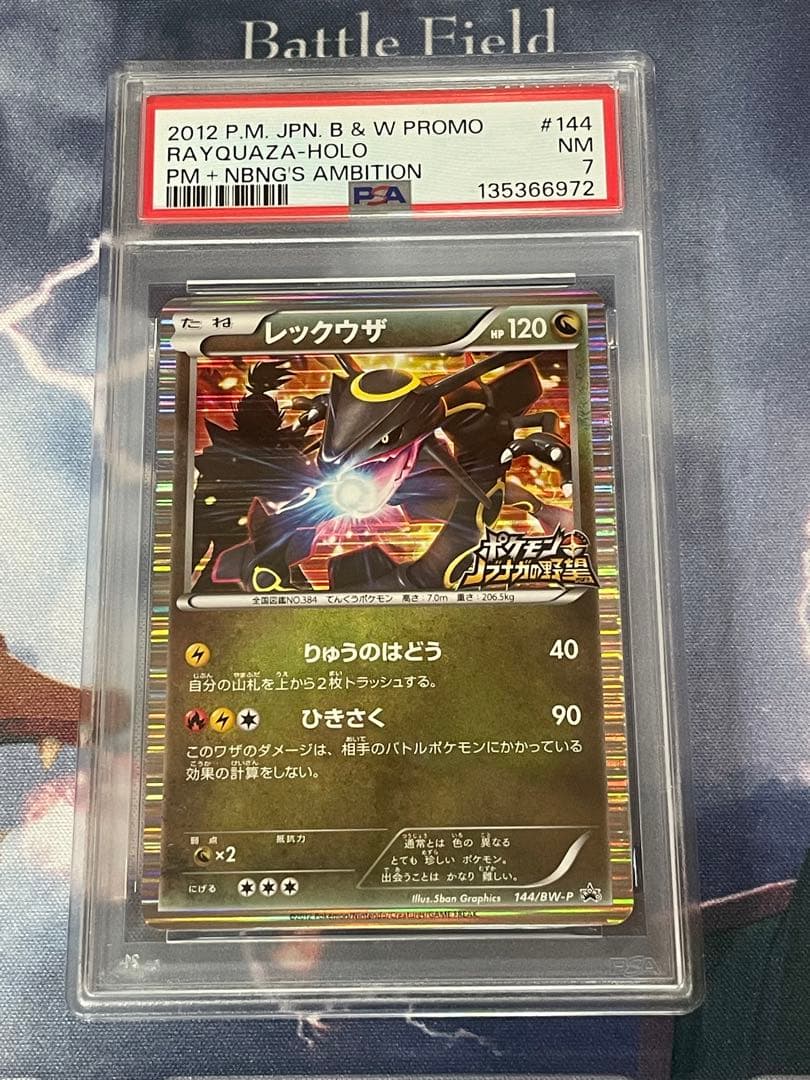 Battle Field
2012 P.M. JPN. B & W PROMO #144
RAYQUAZA-HOLO NM
PM + NBNG'S AMBITION 7
PSA 135366972
たね レックウザ HP 120
ポケモン+
ノブナガの野望
全国図鑑NO.384 てんくうポケモン 高さ:7.0m 重さ:206.5kg
りゅうのはどう 40
自分の山札を上から2枚トラッシュする。
ひきさく 90
このワザのダメージは、相手のバトルポケモンにかかっている
効果の計算をしない。
弱点 抵抗力
×2
にげる
通常とは 色の 異なる
とても 珍しい ポケモン。
出会うことは かなり 難しい。
Illus. 5ban Graphics 144/BW-P
©2012 Pokémon/Nintendo/Creatures/GAME FREAK
PSA